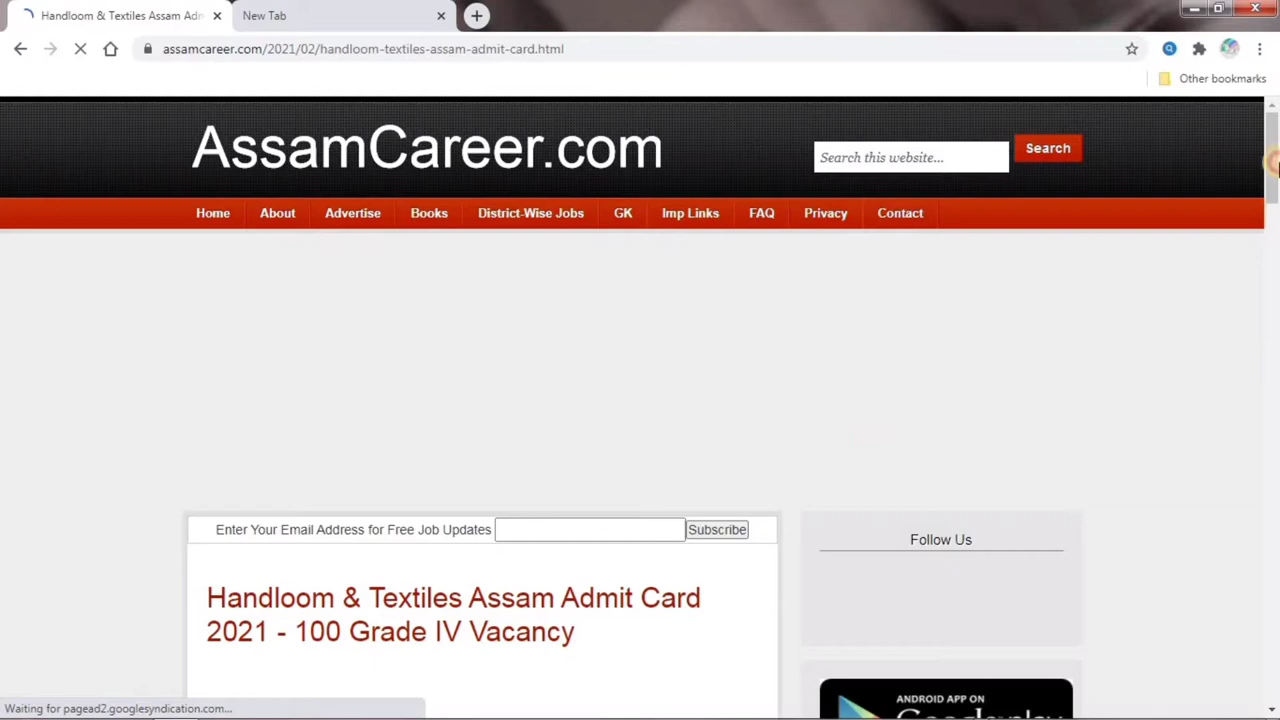 Handloom & Textiles Assam Adm
New Tab
assamcareer.com/2021/02/handloom-textiles-assam-admit-card.html
Other bookmarks
AssamCareer.com
Search this website...
Search
Home About Advertise Books District-Wise Jobs GK Imp Links FAQ Privacy Contact
Enter Your Email Address for Free Job Updates
Subscribe
Follow Us
Handloom & Textiles Assam Admit Card
2021 - 100 Grade IV Vacancy
ANDROID APP ON
Waiting for pagead2.googlesyndication.com...